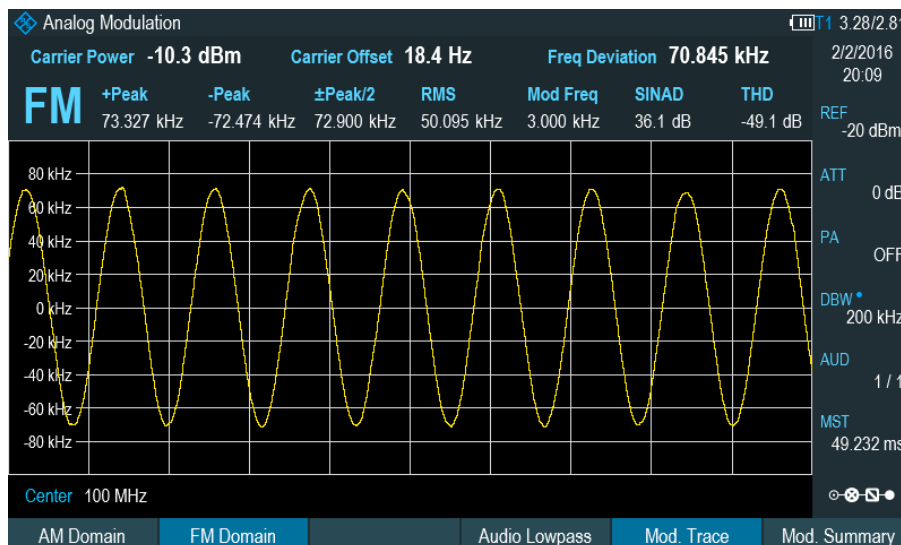 Analog Modulation T1 3.28/2.81
Carrier Power -10.3 dBm Carrier Offset 18.4 Hz Freq Deviation 70.845 kHz
2/2/2016
20:09
FM
+Peak -Peak ±Peak/2 RMS Mod Freq SINAD THD
73.327 kHz -72.474 kHz 72.900 kHz 50.095 kHz 3.000 kHz 36.1 dB -49.1 dB
REF
-20 dBm
80 kHz
60 kHz
40 kHz
20 kHz
0 kHz
-20 kHz
-40 kHz
-60 kHz
-80 kHz
ATT
0 dB
PA
OFF
DBW
200 kHz
AUD
1 / 1
MST
49.232 ms
Center 100 MHz
AM Domain FM Domain Audio Lowpass Mod. Trace Mod. Summary